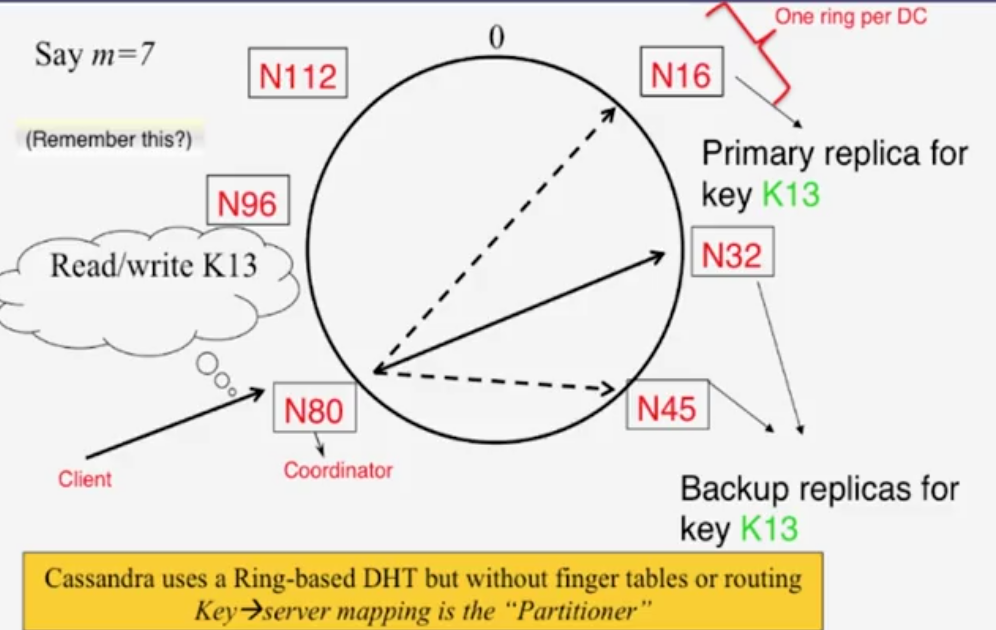 One ring per DC
Say m=7
0
N112
N16
(Remember this?)
Primary replica for
key K13
N96
N32
Read/write K13
N80
N45
Client
Coordinator
Backup replicas for
key K13
Cassandra uses a Ring-based DHT but without finger tables or routing
Key→server mapping is the “Partitioner”